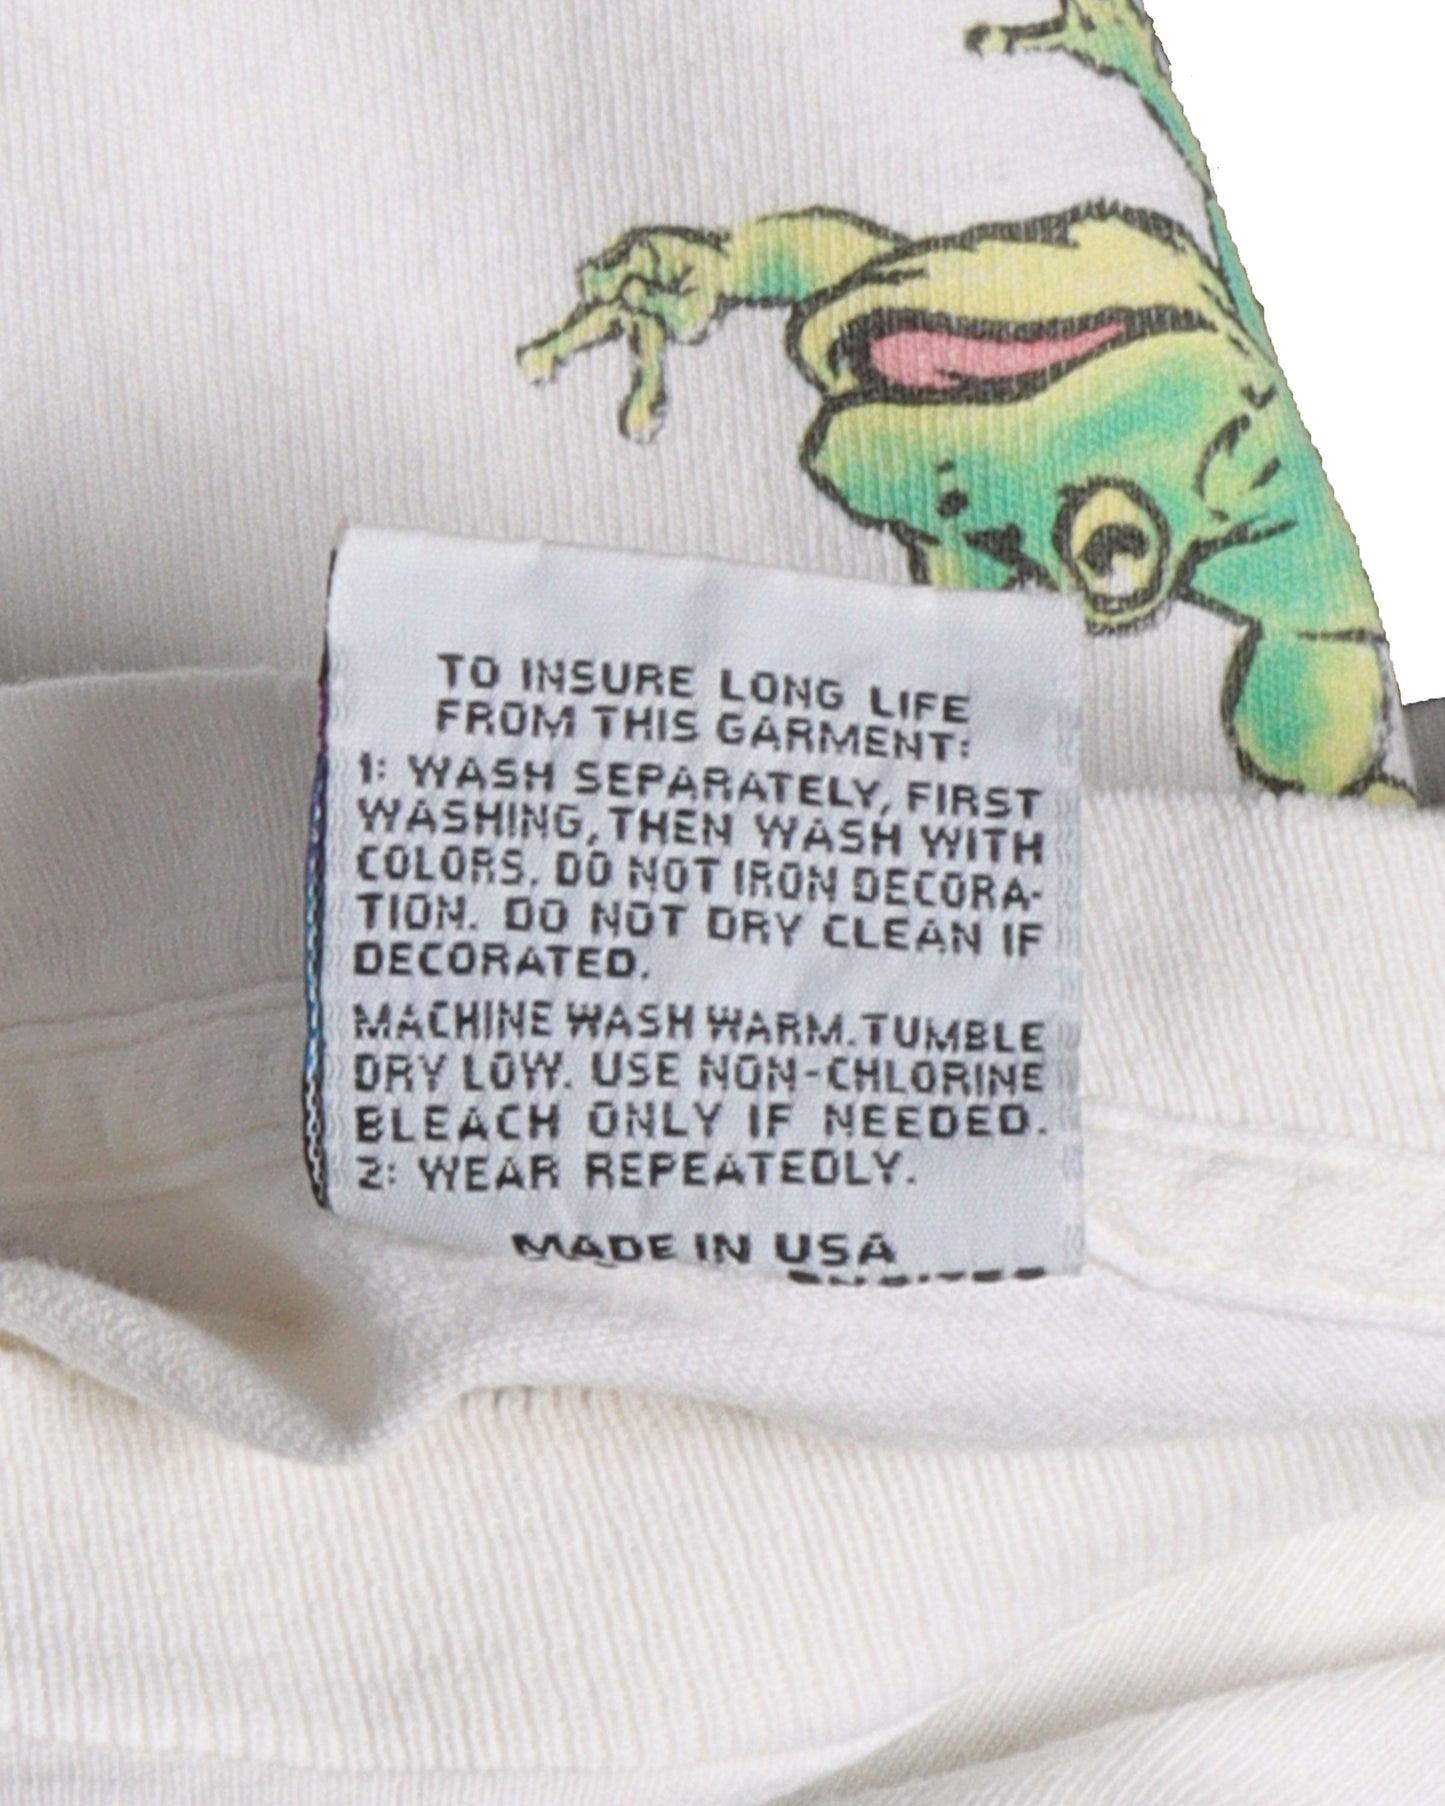 TO INSURE LONG LIFE
FROM THIS GARMENT:
1: WASH SEPARATELY, FIRST
WASHING, THEN WASH WITH
COLORS. DO NOT IRON DECORA-
TION. DO NOT DRY CLEAN IF
DECORATED.
MACHINE WASH WARM. TUMBLE
DRY LOW. USE NON-CHLORINE
BLEACH ONLY IF NEEDED.
2: WEAR REPEATEDLY.
MADE IN USA